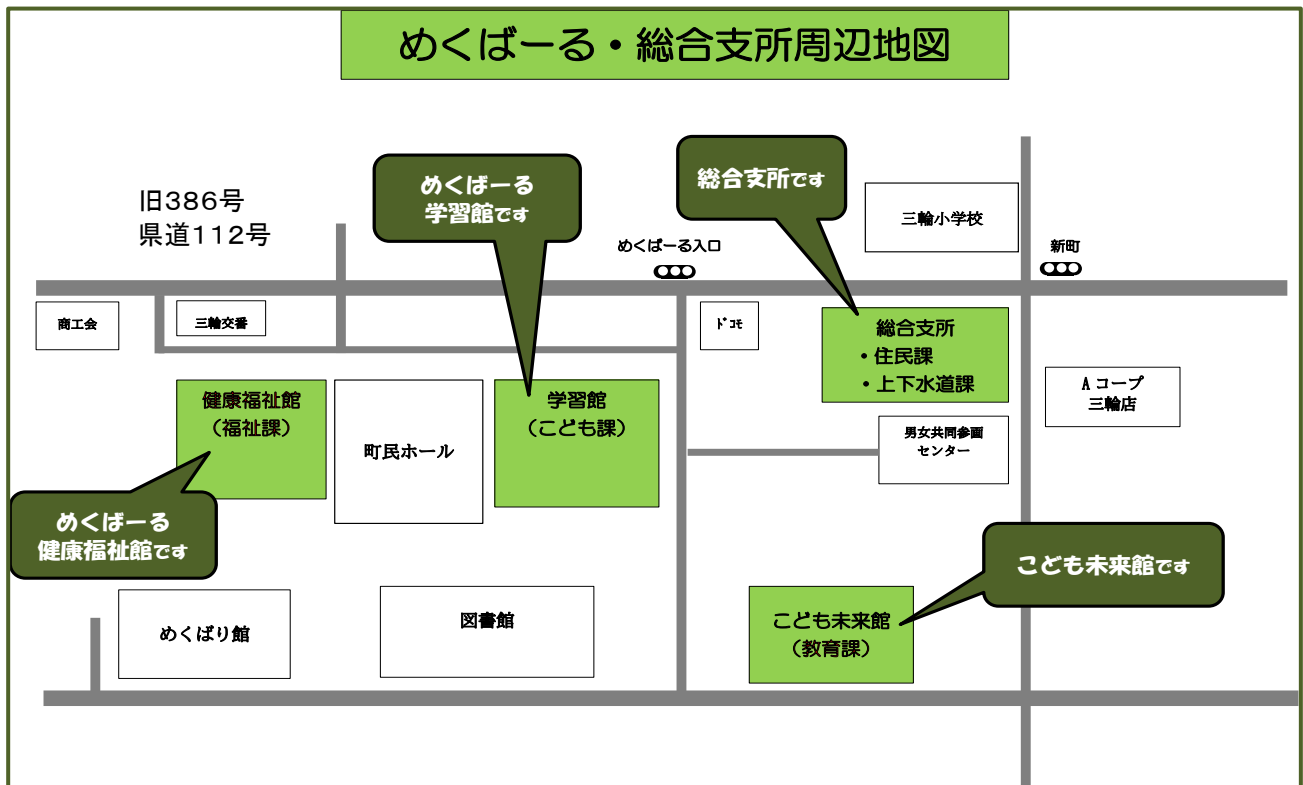 めくばーる・総合支所周辺地図
旧386号
県道112号
めくばーる
学習館です
総合支所です
三輪小学校
めくばーる入口
新町
商工会
三輪交番
ドコモ
総合支所
・住民課
・上下水道課
Aコープ
三輪店
健康福祉館
（福祉課）
町民ホール
学習館
（こども課）
男女共同参画
センター
めくばーる
健康福祉館です
こども未来館です
めくばり館
図書館
こども未来館
（教育課）